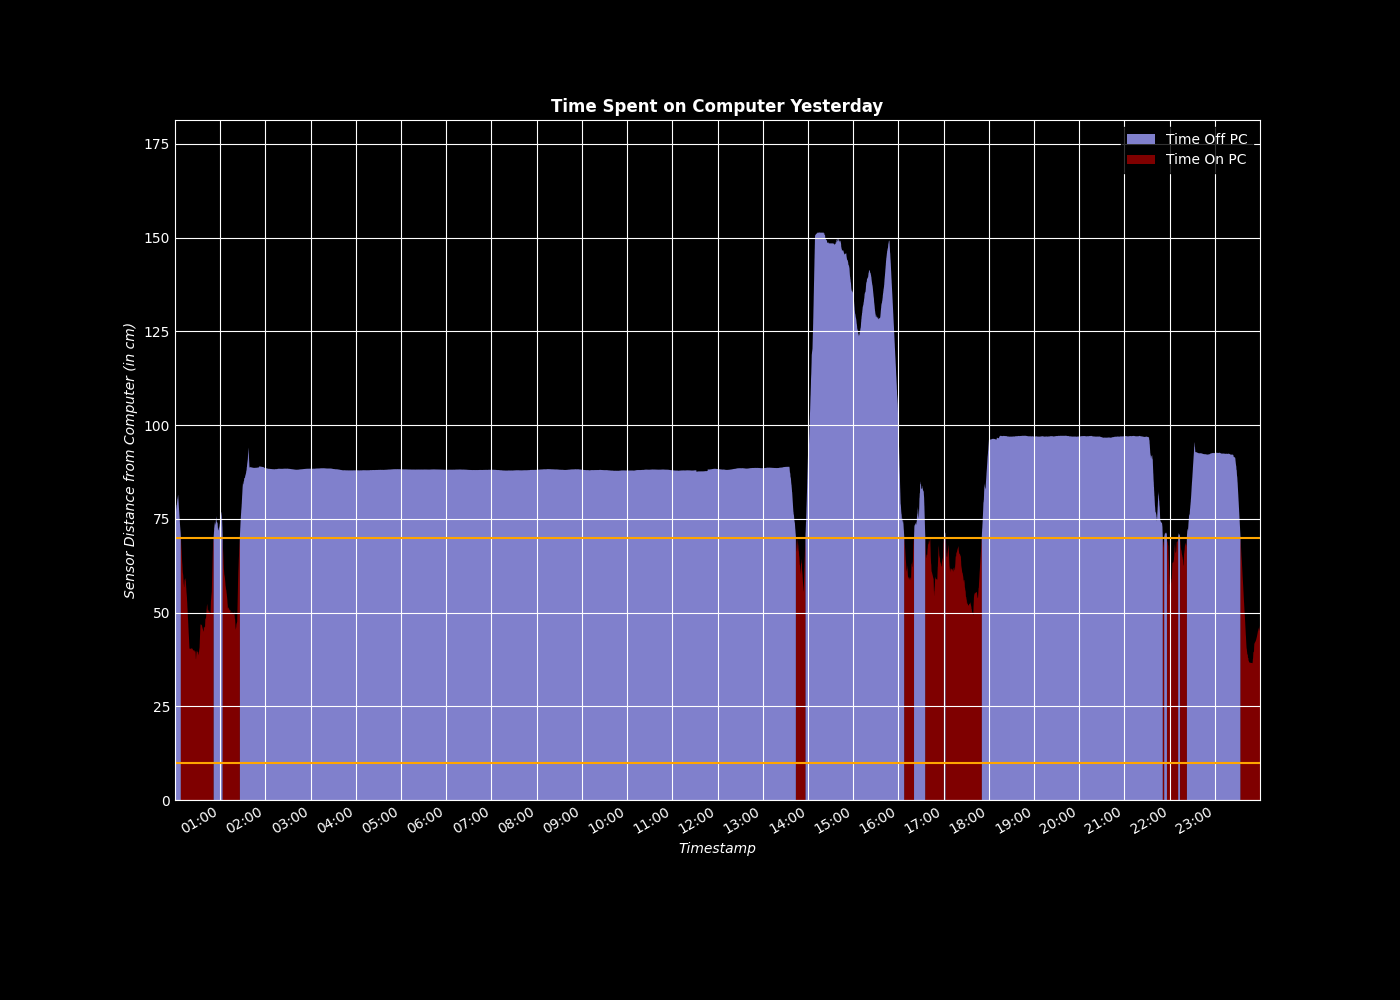 Time Spent on Computer Yesterday
Time Off PC
Time On PC
175
150
125
100
75
50
25
0
Sensor Distance from Computer (in cm)
01:00 02:00 03:00 04:00 05:00 06:00 07:00 08:00 09:00 10:00 11:00 12:00 13:00 14:00 15:00 16:00 17:00 18:00 19:00 20:00 21:00 22:00 23:00
Timestamp